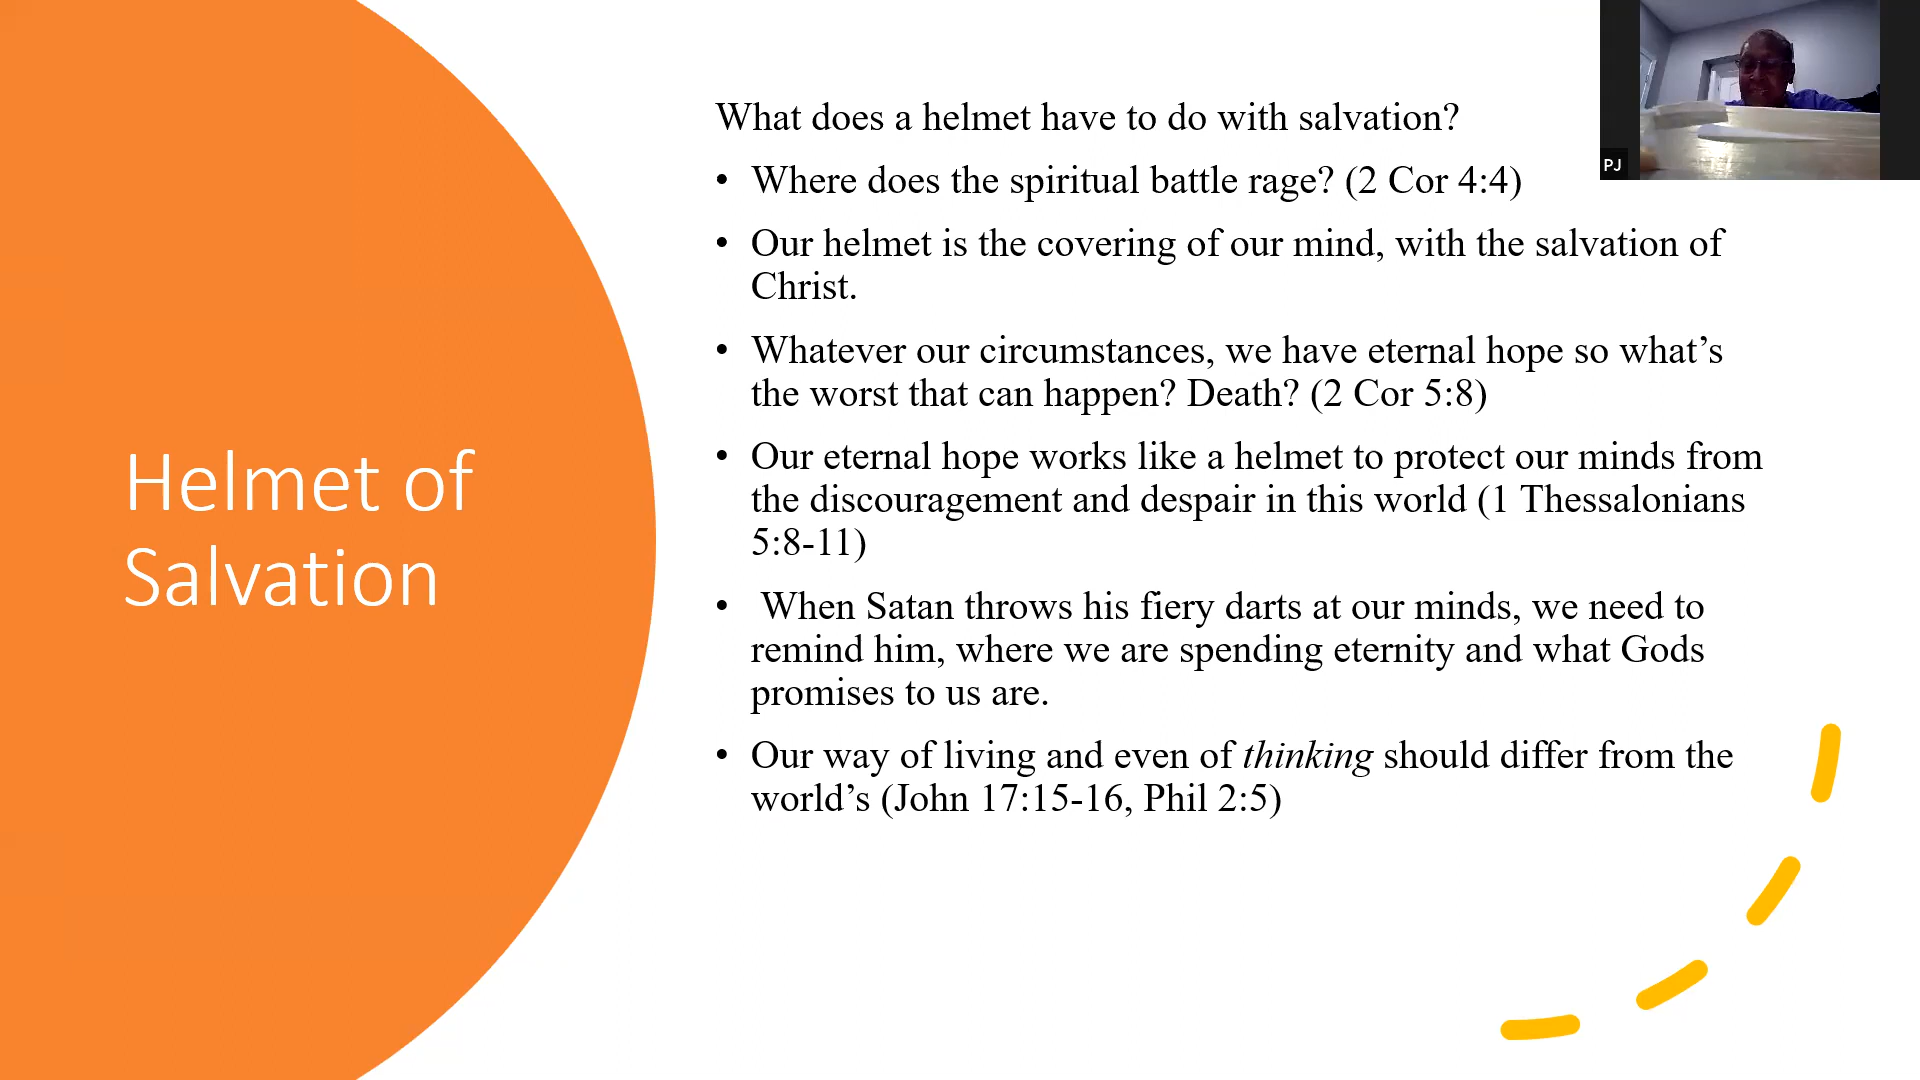 Helmet of
Salvation
What does a helmet have to do with salvation?
• Where does the spiritual battle rage? (2 Cor 4:4)
• Our helmet is the covering of our mind, with the salvation of
Christ.
• Whatever our circumstances, we have eternal hope so what’s
the worst that can happen? Death? (2 Cor 5:8)
• Our eternal hope works like a helmet to protect our minds from
the discouragement and despair in this world (1 Thessalonians
5:8-11)
• When Satan throws his fiery darts at our minds, we need to
remind him, where we are spending eternity and what Gods
promises to us are.
• Our way of living and even of thinking should differ from the
world’s (John 17:15-16, Phil 2:5)
PJ